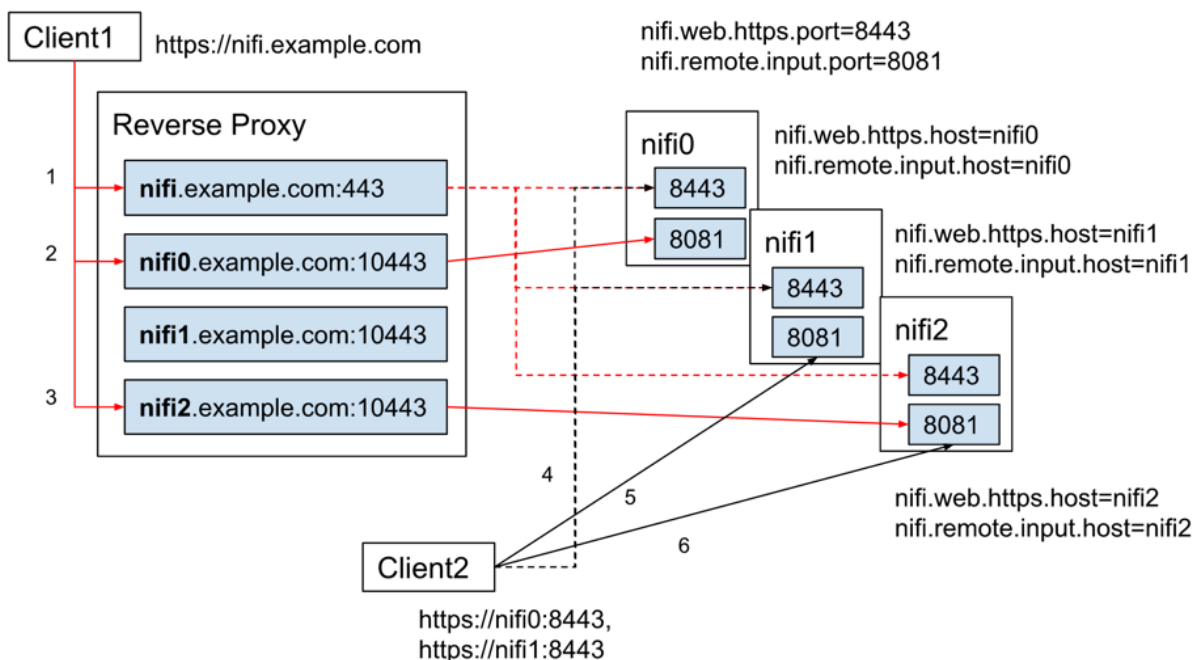 Client1
https://nifi.example.com
nifi.web.https.port=8443
nifi.remote.input.port=8081
Reverse Proxy
1
nifi.example.com:443
2
nifi0.example.com:10443
nifi1.example.com:10443
3
nifi2.example.com:10443
nifi0
8443
8081
nifi.web.https.host=nifi0
nifi.remote.input.host=nifi0
nifi1
8443
8081
nifi.web.https.host=nifi1
nifi.remote.input.host=nifi1
nifi2
8443
8081
nifi.web.https.host=nifi2
nifi.remote.input.host=nifi2
4
5
6
Client2
https://nifi0:8443,
https://nifi1:8443